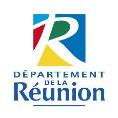 R
DÉPARTEMENT
DE LA
Réunion